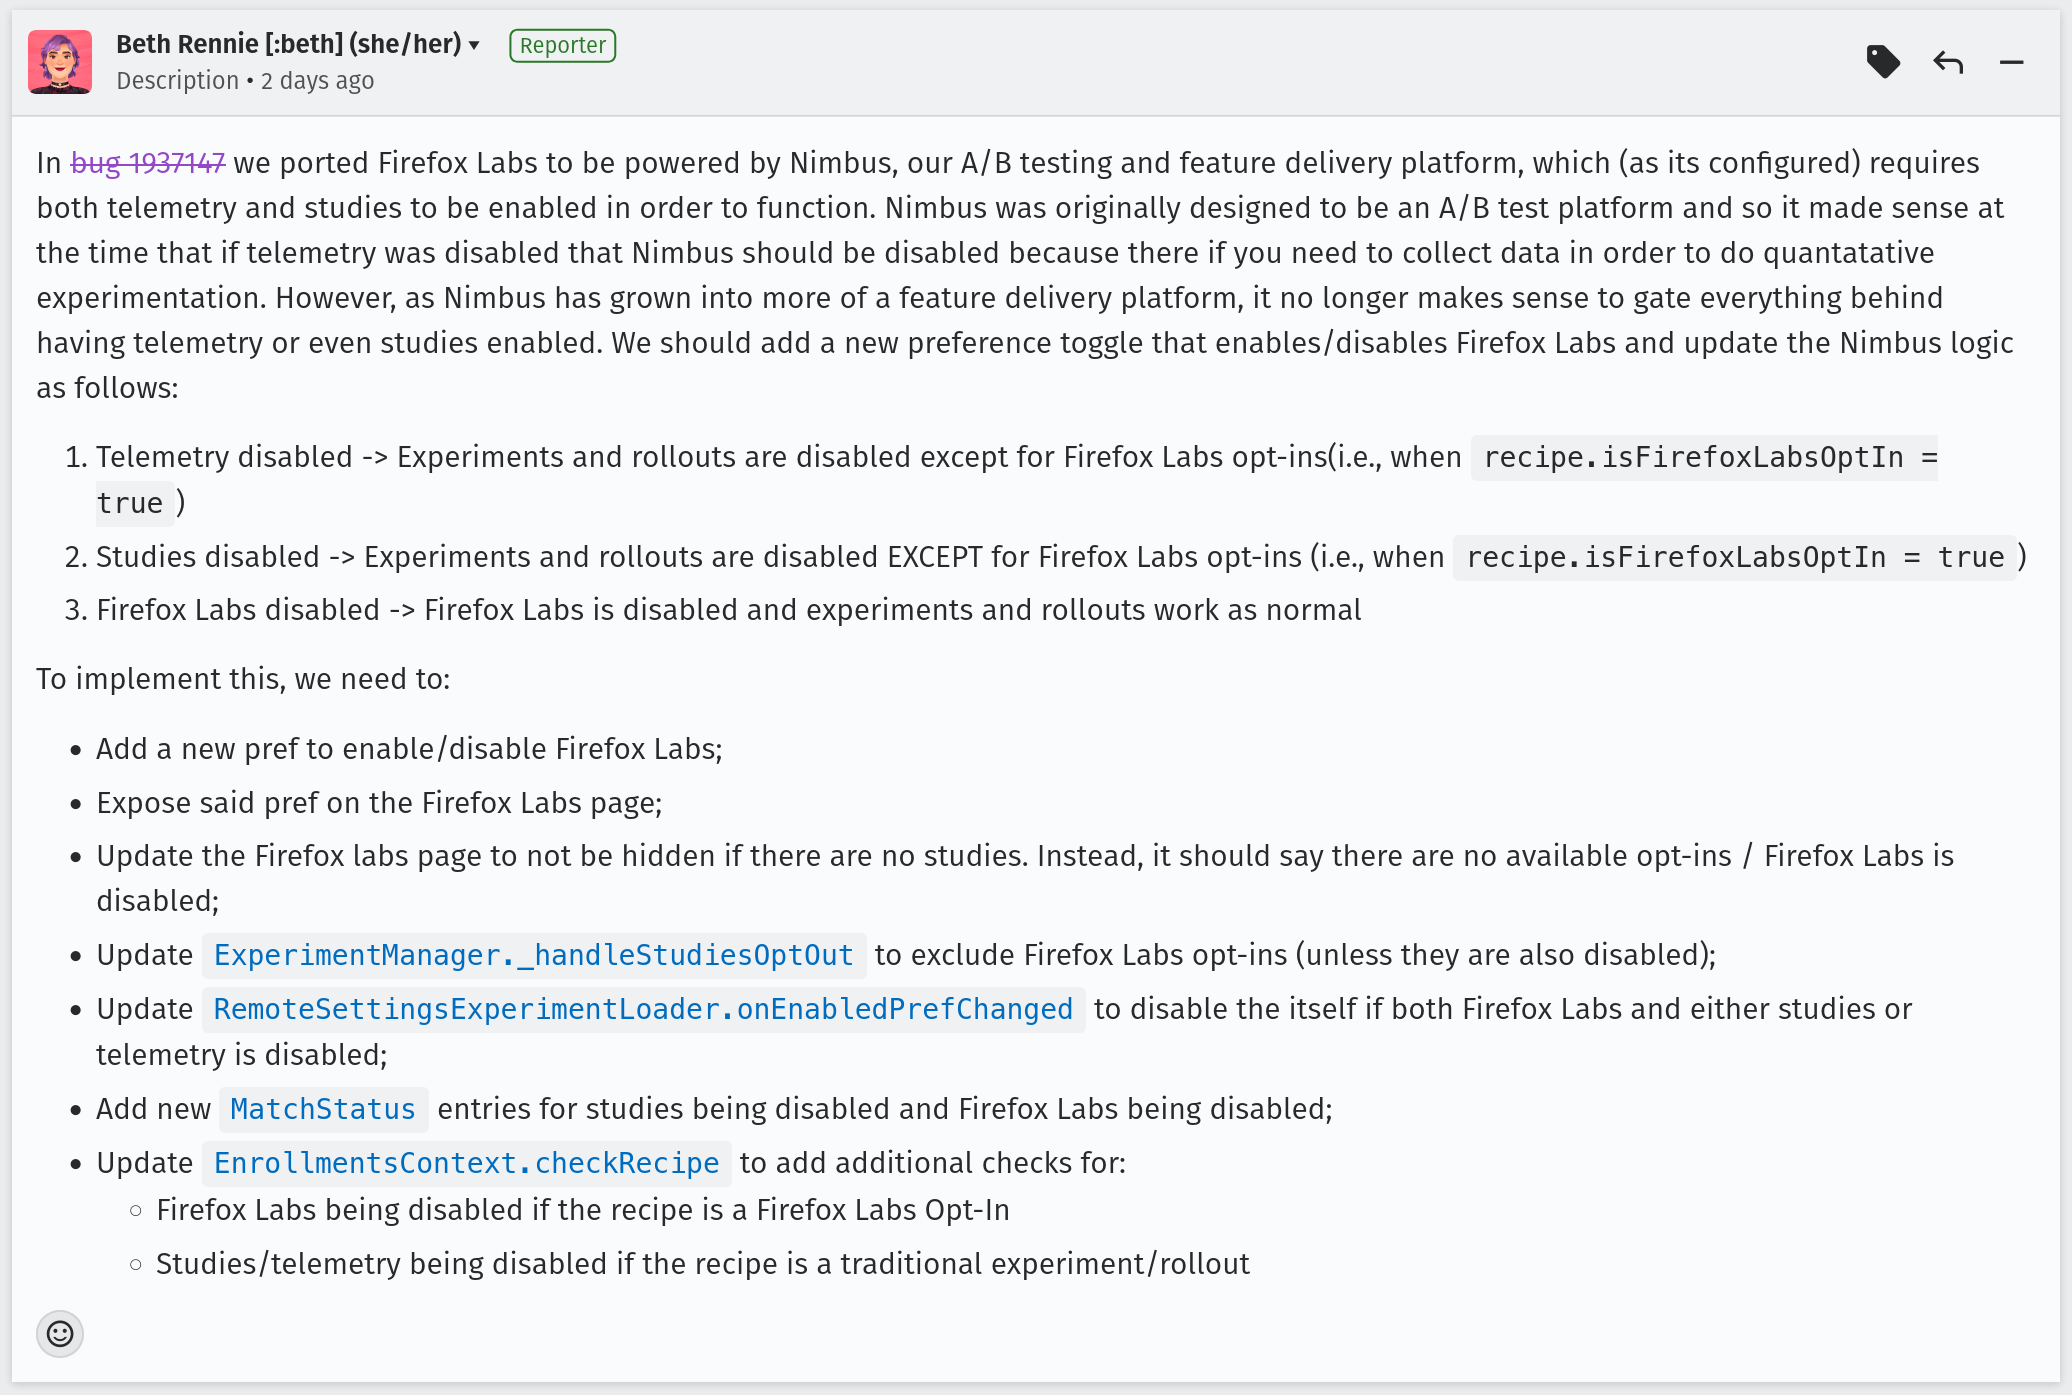 Beth Rennie [:beth] (she/her) ▾ Reporter
Description • 2 days ago
In bug 1937147 we ported Firefox Labs to be powered by Nimbus, our A/B testing and feature delivery platform, which (as its configured) requires
both telemetry and studies to be enabled in order to function. Nimbus was originally designed to be an A/B test platform and so it made sense at
the time that if telemetry was disabled that Nimbus should be disabled because there if you need to collect data in order to do quantatative
experimentation. However, as Nimbus has grown into more of a feature delivery platform, it no longer makes sense to gate everything behind
having telemetry or even studies enabled. We should add a new preference toggle that enables/disables Firefox Labs and update the Nimbus logic
as follows:
1. Telemetry disabled -> Experiments and rollouts are disabled except for Firefox Labs opt-ins(i.e., when recipe.isFirefoxLabsOptIn =
true )
2. Studies disabled -> Experiments and rollouts are disabled EXCEPT for Firefox Labs opt-ins (i.e., when recipe.isFirefoxLabsOptIn = true )
3. Firefox Labs disabled -> Firefox Labs is disabled and experiments and rollouts work as normal
To implement this, we need to:
• Add a new pref to enable/disable Firefox Labs;
• Expose said pref on the Firefox Labs page;
• Update the Firefox labs page to not be hidden if there are no studies. Instead, it should say there are no available opt-ins / Firefox Labs is
disabled;
• Update ExperimentManager._handleStudiesOptOut to exclude Firefox Labs opt-ins (unless they are also disabled);
• Update RemoteSettingsExperimentLoader.onEnabledPrefChanged to disable the itself if both Firefox Labs and either studies or
telemetry is disabled;
• Add new MatchStatus entries for studies being disabled and Firefox Labs being disabled;
• Update EnrollmentsContext.checkRecipe to add additional checks for:
◦ Firefox Labs being disabled if the recipe is a Firefox Labs Opt-In
◦ Studies/telemetry being disabled if the recipe is a traditional experiment/rollout